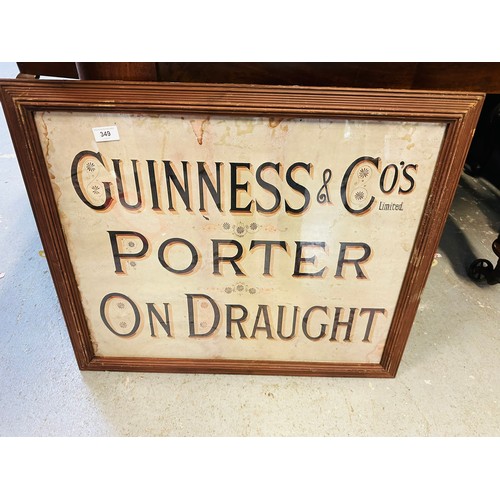 349
GUINNESS & Co's
Limited.
PORTER
ON DRAUGHT